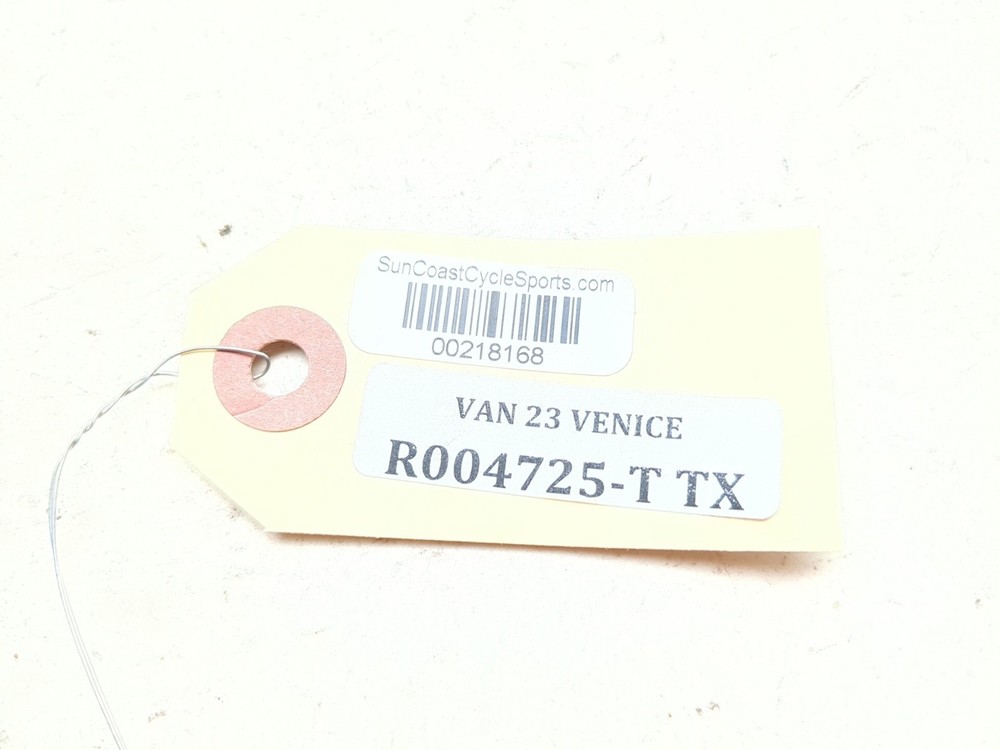 SunCoastCycleSports.com
00218168
VAN 23 VENICE
R004725-T TX